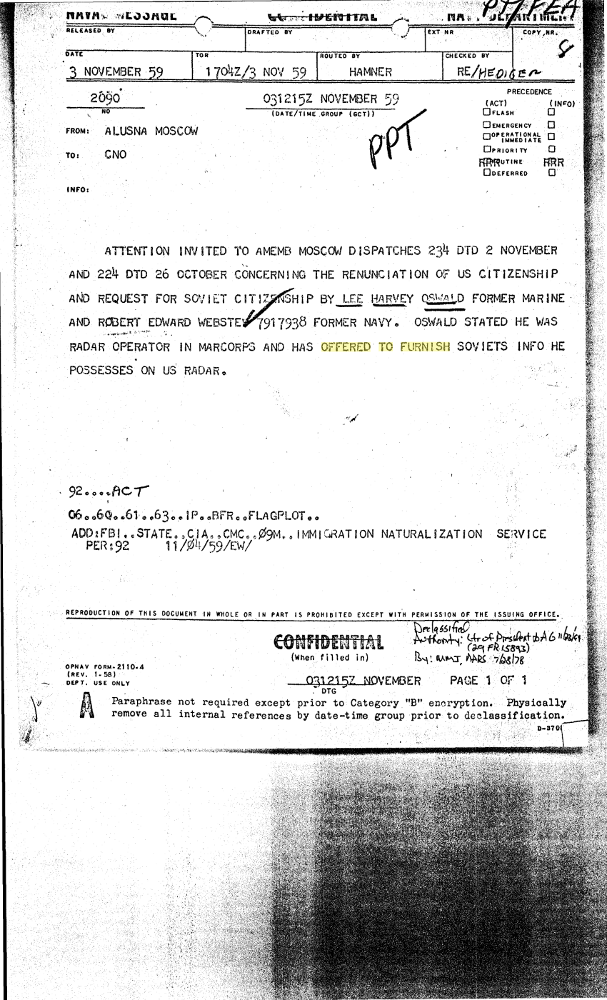 NAVAL MESSAGE CONFIDENTIAL NAVY DEPARTMENT
RELEASED BY DRAFTED BY EXT NR COPY NR.
8
DATE TOR ROUTED BY CHECKED BY
3 NOVEMBER 59 1704Z/3 NOV 59 HAMNER RE/HEDIGER
2090 031215Z NOVEMBER 59 PRECEDENCE
NO (DATE/TIME GROUP (GCT)) (ACT) (INFO)
FLASH
FROM: ALUSNA MOSCOW EMERGENCY
PPT
OPERATIONAL IMMEDIATE
TO: CNO PRIORITY
RRRUTINE RRR
DEFERRED
INFO:
ATTENTION INVITED TO AMEMB MOSCOW DISPATCHES 234 DTD 2 NOVEMBER
AND 224 DTD 26 OCTOBER CONCERNING THE RENUNCIATION OF US CITIZENSHIP
AND REQUEST FOR SOVIET CITIZENSHIP BY LEE HARVEY OSWALD FORMER MARINE
AND ROBERT EDWARD WEBSTER 7917938 FORMER NAVY. OSWALD STATED HE WAS
RADAR OPERATOR IN MARCORPS AND HAS OFFERED TO FURNISH SOVIETS INFO HE
POSSESSES ON US RADAR.
92....ACT
06..60..61..63..IP..BFR..FLAGPLOT..
ADD:FBI..STATE..CIA..CMC..09M..IMMIGRATION NATURALIZATION SERVICE
PER:92 11/04/59/EW/
REPRODUCTION OF THIS DOCUMENT IN WHOLE OR IN PART IS PROHIBITED EXCEPT WITH PERMISSION OF THE ISSUING OFFICE.
Declassified
CONFIDENTIAL Authority: Ltr of President to AG
(When filled in) (29 FR 15893)
By: NARS 7/28/78
OPNAV FORM-2110-4
(REV. 1-58)
DEPT. USE ONLY
031215Z NOVEMBER PAGE 1 OF 1
DTG
A Paraphrase not required except prior to Category "B" encryption. Physically
remove all internal references by date-time group prior to declassification.
D-370